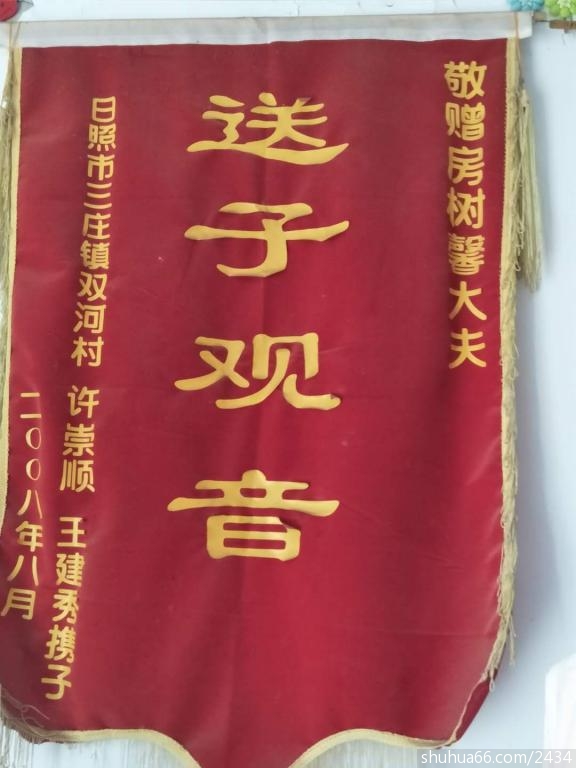 敬赠房树馨大夫
送子观音
日照市三庄镇双河村 许崇顺 王建秀携子
二00八年八月
shuhua66.com/2434